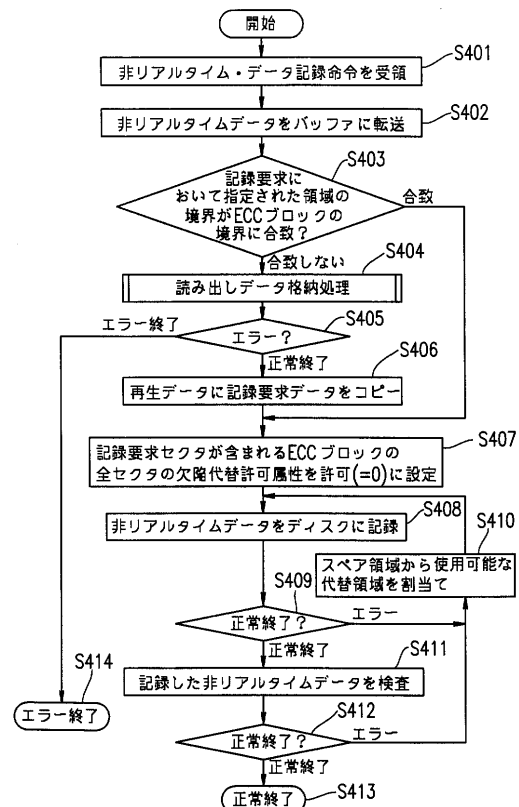 開始
S401
非リアルタイム・データ記録命令を受領
S402
非リアルタイムデータをバッファに転送
S403
記録要求に
おいて指定された領域の
境界がECCブロックの
境界に合致？
合致
合致しない
S404
読み出しデータ格納処理
エラー終了
S405
エラー？
正常終了
S406
再生データに記録要求データをコピー
S407
記録要求セクタが含まれるECCブロックの
全セクタの欠陥代替許可属性を許可(=0)に設定
S408
非リアルタイムデータをディスクに記録
S410
スペア領域から使用可能な
代替領域を割当て
S409
正常終了？
エラー
正常終了
S411
記録した非リアルタイムデータを検査
S414
エラー終了
S412
正常終了？
エラー
正常終了
S413
正常終了